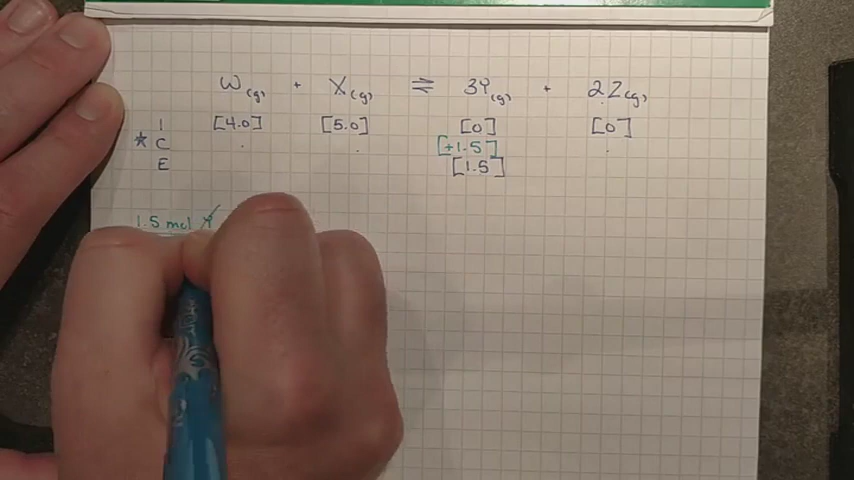 W(g) + X(g) ⇌ 3Y(g) + 2Z(g)
I [4.0] [5.0] [0] [0]
* C [+1.5]
E [1.5]
1.5 mol Y